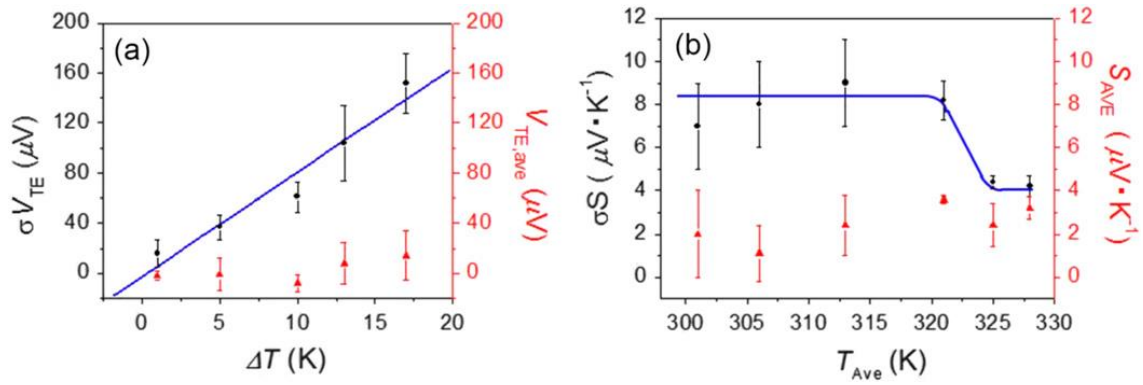 (a)
200
160
120
80
40
0
σV_TE (μV)
0 5 10 15 20
ΔT (K)
200
160
120
80
40
0
V_TE,ave (μV)
(b)
12
10
8
6
4
2
0
σS ( μV·K⁻¹)
300 305 310 315 320 325 330
T_Ave (K)
12
10
8
6
4
2
0
S_AVE ( μV·K⁻¹)